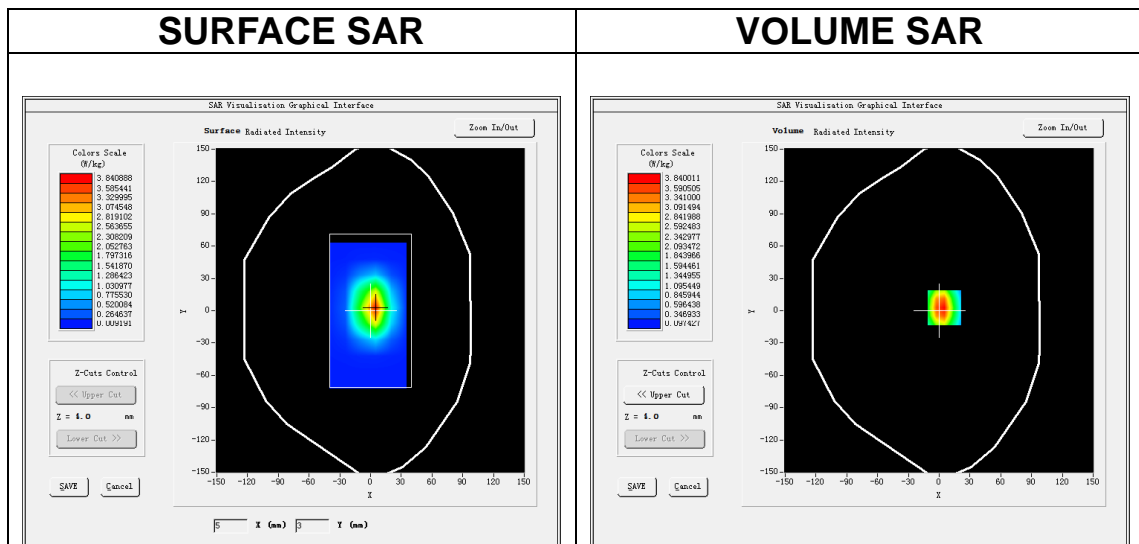 SURFACE SAR
VOLUME SAR
SAR Visualisation Graphical Interface
Surface Radiated Intensity
Zoom In/Out
Colors Scale
(W/kg)
3.840888
3.585441
3.329995
3.074548
2.819102
2.563655
2.308209
2.052763
1.797316
1.541870
1.286423
1.030977
0.775530
0.520084
0.264637
0.009191
150
120
90
60
30
0
-30
-60
-90
-120
-150
Y
-150 -120 -90 -60 -30 0 30 60 90 120 150
X
Z-Cuts Control
<< Upper Cut
Z = 4.0 mm
Lower Cut >>
SAVE Cancel
5 X (mm) 3 Y (mm)
SAR Visualisation Graphical Interface
Volume Radiated Intensity
Zoom In/Out
Colors Scale
(W/kg)
3.840011
3.590505
3.341000
3.091494
2.841988
2.592483
2.342977
2.093472
1.843966
1.594461
1.344955
1.095449
0.845944
0.596438
0.346933
0.097427
150
120
90
60
30
0
-30
-60
-90
-120
-150
Y
-150 -120 -90 -60 -30 0 30 60 90 120 150
X
Z-Cuts Control
<< Upper Cut
Z = 4.0 mm
Lower Cut >>
SAVE Cancel